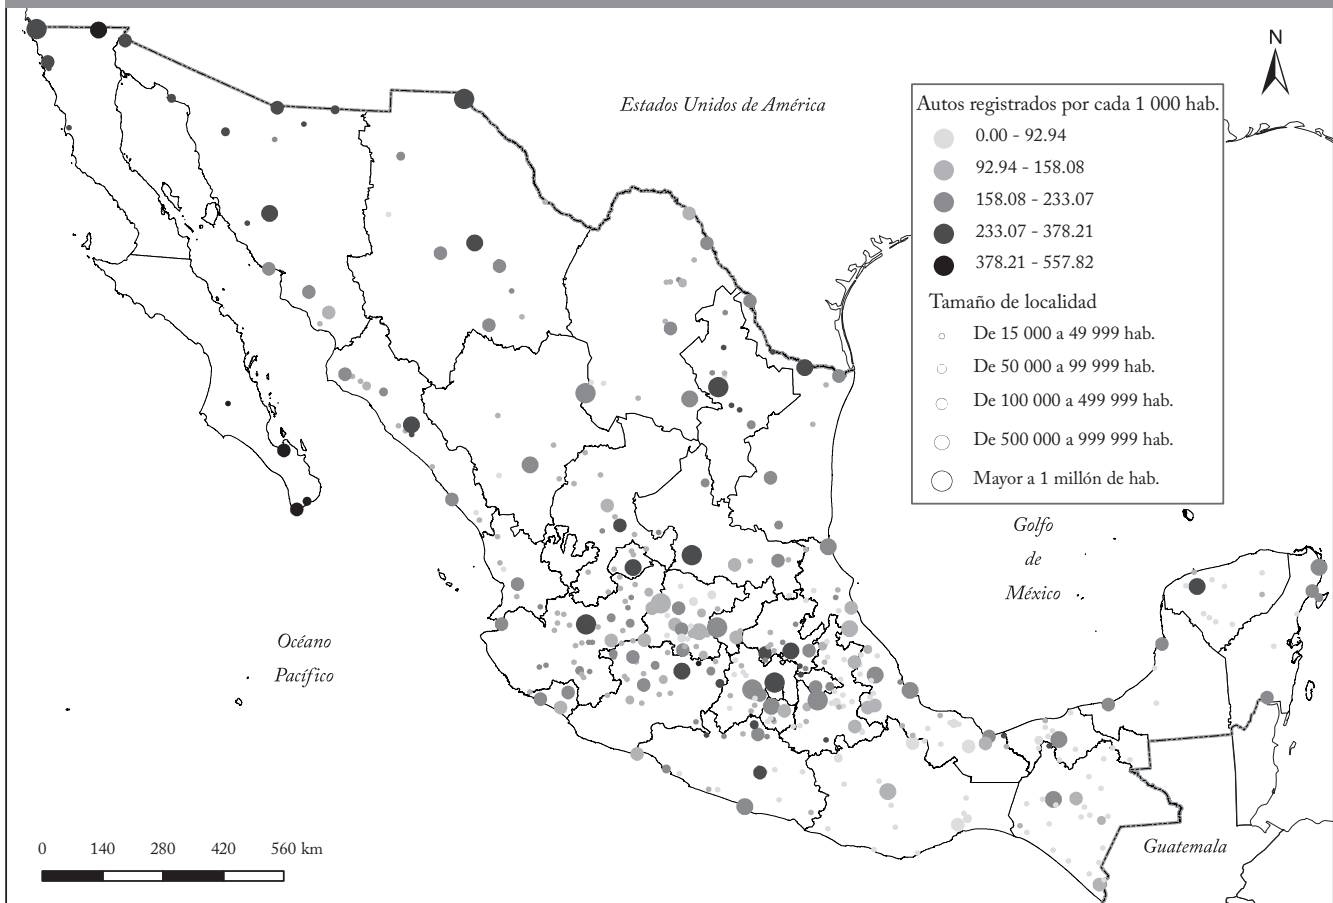 N
Estados Unidos de América
Autos registrados por cada 1 000 hab.
0.00 - 92.94
92.94 - 158.08
158.08 - 233.07
233.07 - 378.21
378.21 - 557.82
Tamaño de localidad
De 15 000 a 49 999 hab.
De 50 000 a 99 999 hab.
De 100 000 a 499 999 hab.
De 500 000 a 999 999 hab.
Mayor a 1 millón de hab.
Golfo
de
México
Océano
Pacífico
Guatemala
0 140 280 420 560 km